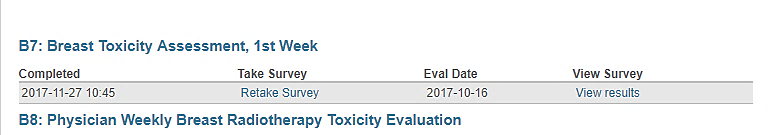 B7: Breast Toxicity Assessment, 1st Week
Completed Take Survey Eval Date View Survey
2017-11-27 10:45 Retake Survey 2017-10-16 View results
B8: Physician Weekly Breast Radiotherapy Toxicity Evaluation